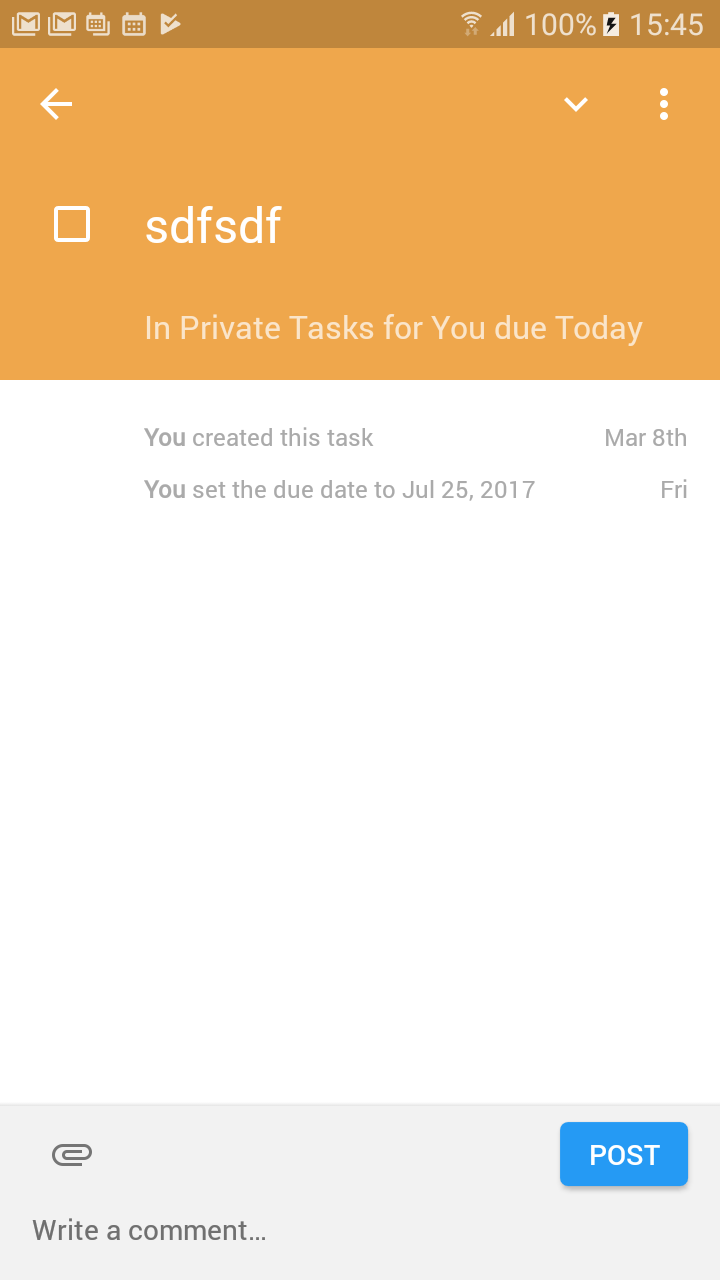 100% 15:45
sdfsdf
In Private Tasks for You due Today
You created this task Mar 8th
You set the due date to Jul 25, 2017 Fri
POST
Write a comment…